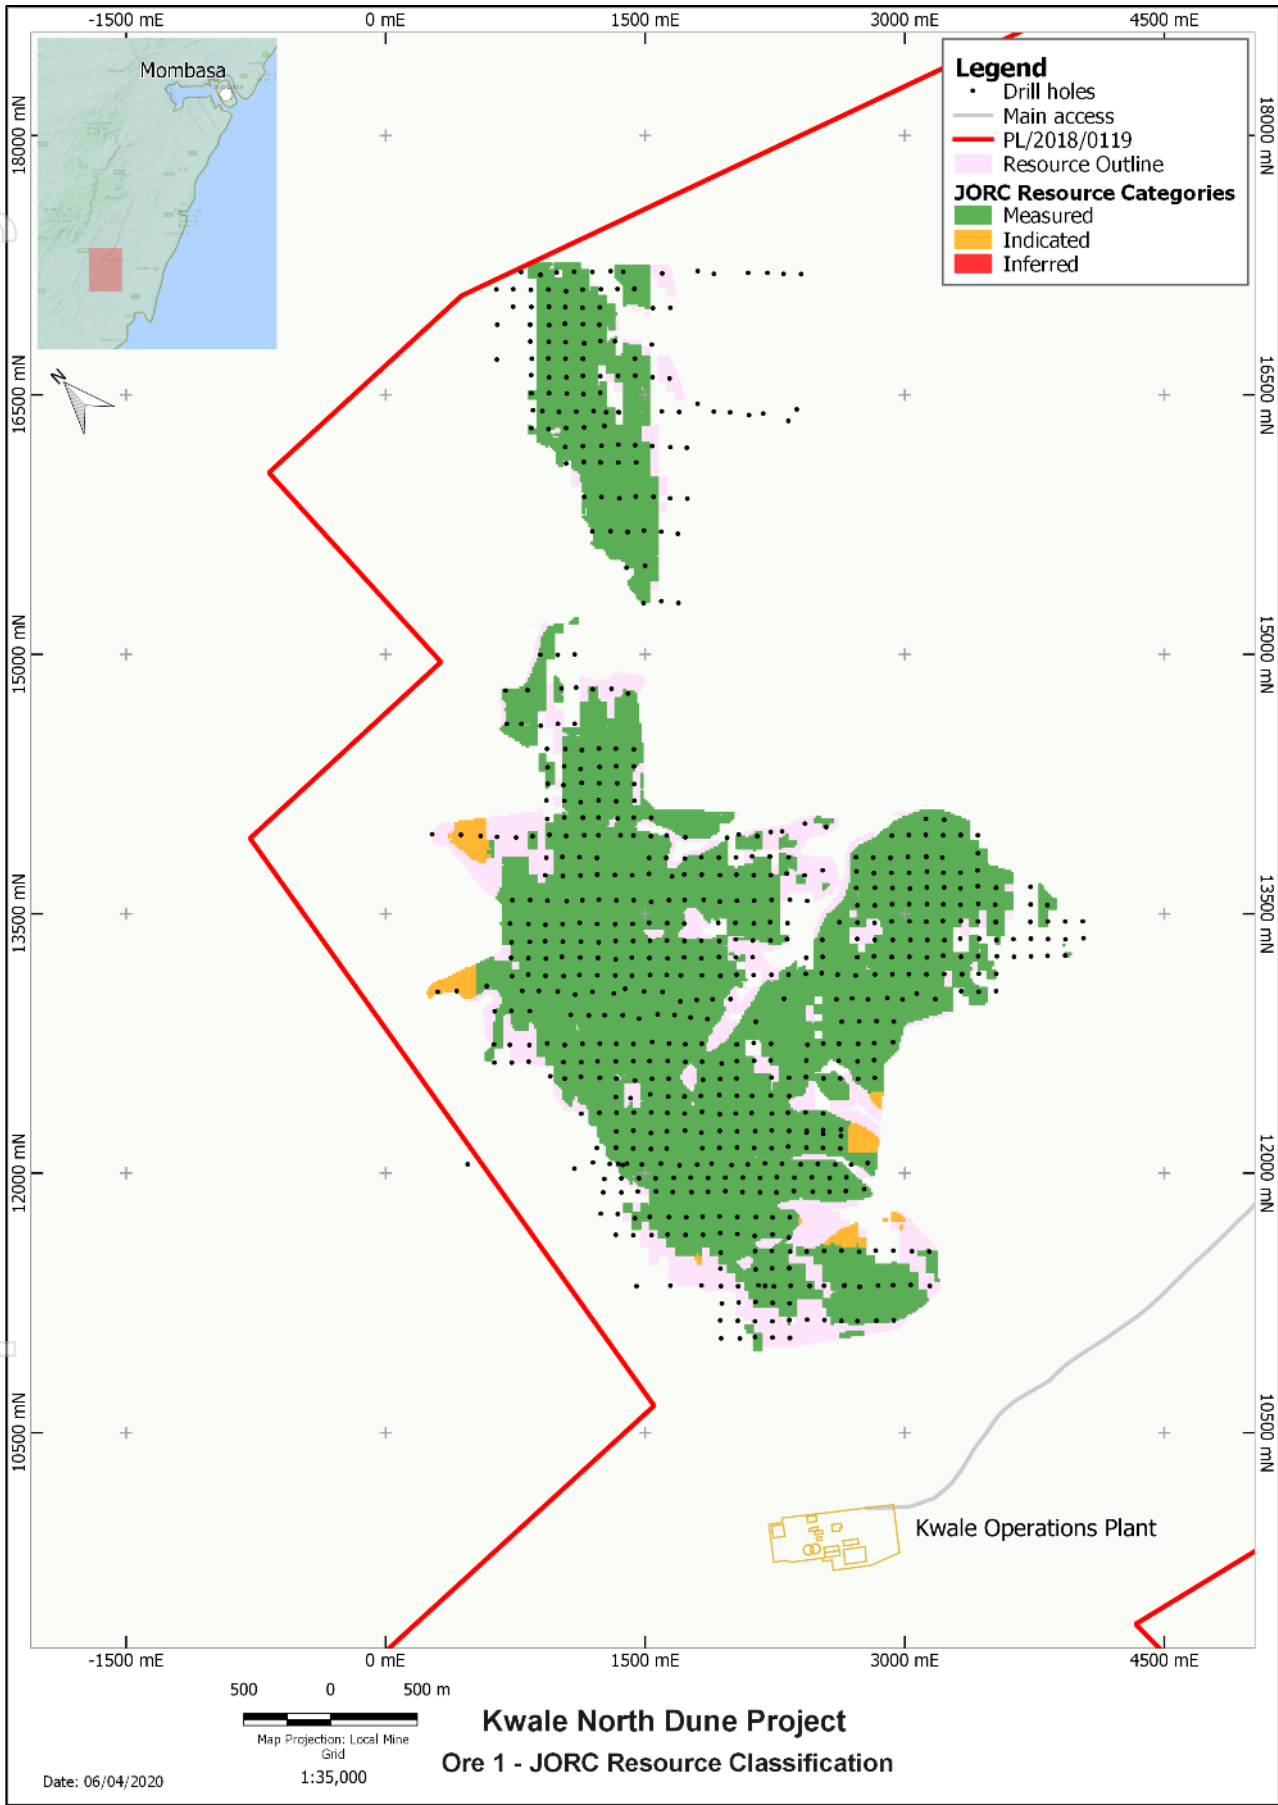 -1500 mE 0 mE 1500 mE 3000 mE 4500 mE
Mombasa
Legend
Drill holes
Main access
PL/2018/0119
Resource Outline
JORC Resource Categories
Measured
Indicated
Inferred
18000 mN
18000 mN
N
16500 mN
16500 mN
15000 mN
15000 mN
13500 mN
13500 mN
12000 mN
12000 mN
10500 mN
10500 mN
Kwale Operations Plant
-1500 mE 0 mE 1500 mE 3000 mE 4500 mE
500 0 500 m
Map Projection: Local Mine
Grid
1:35,000
Kwale North Dune Project
Ore 1 - JORC Resource Classification
Date: 06/04/2020